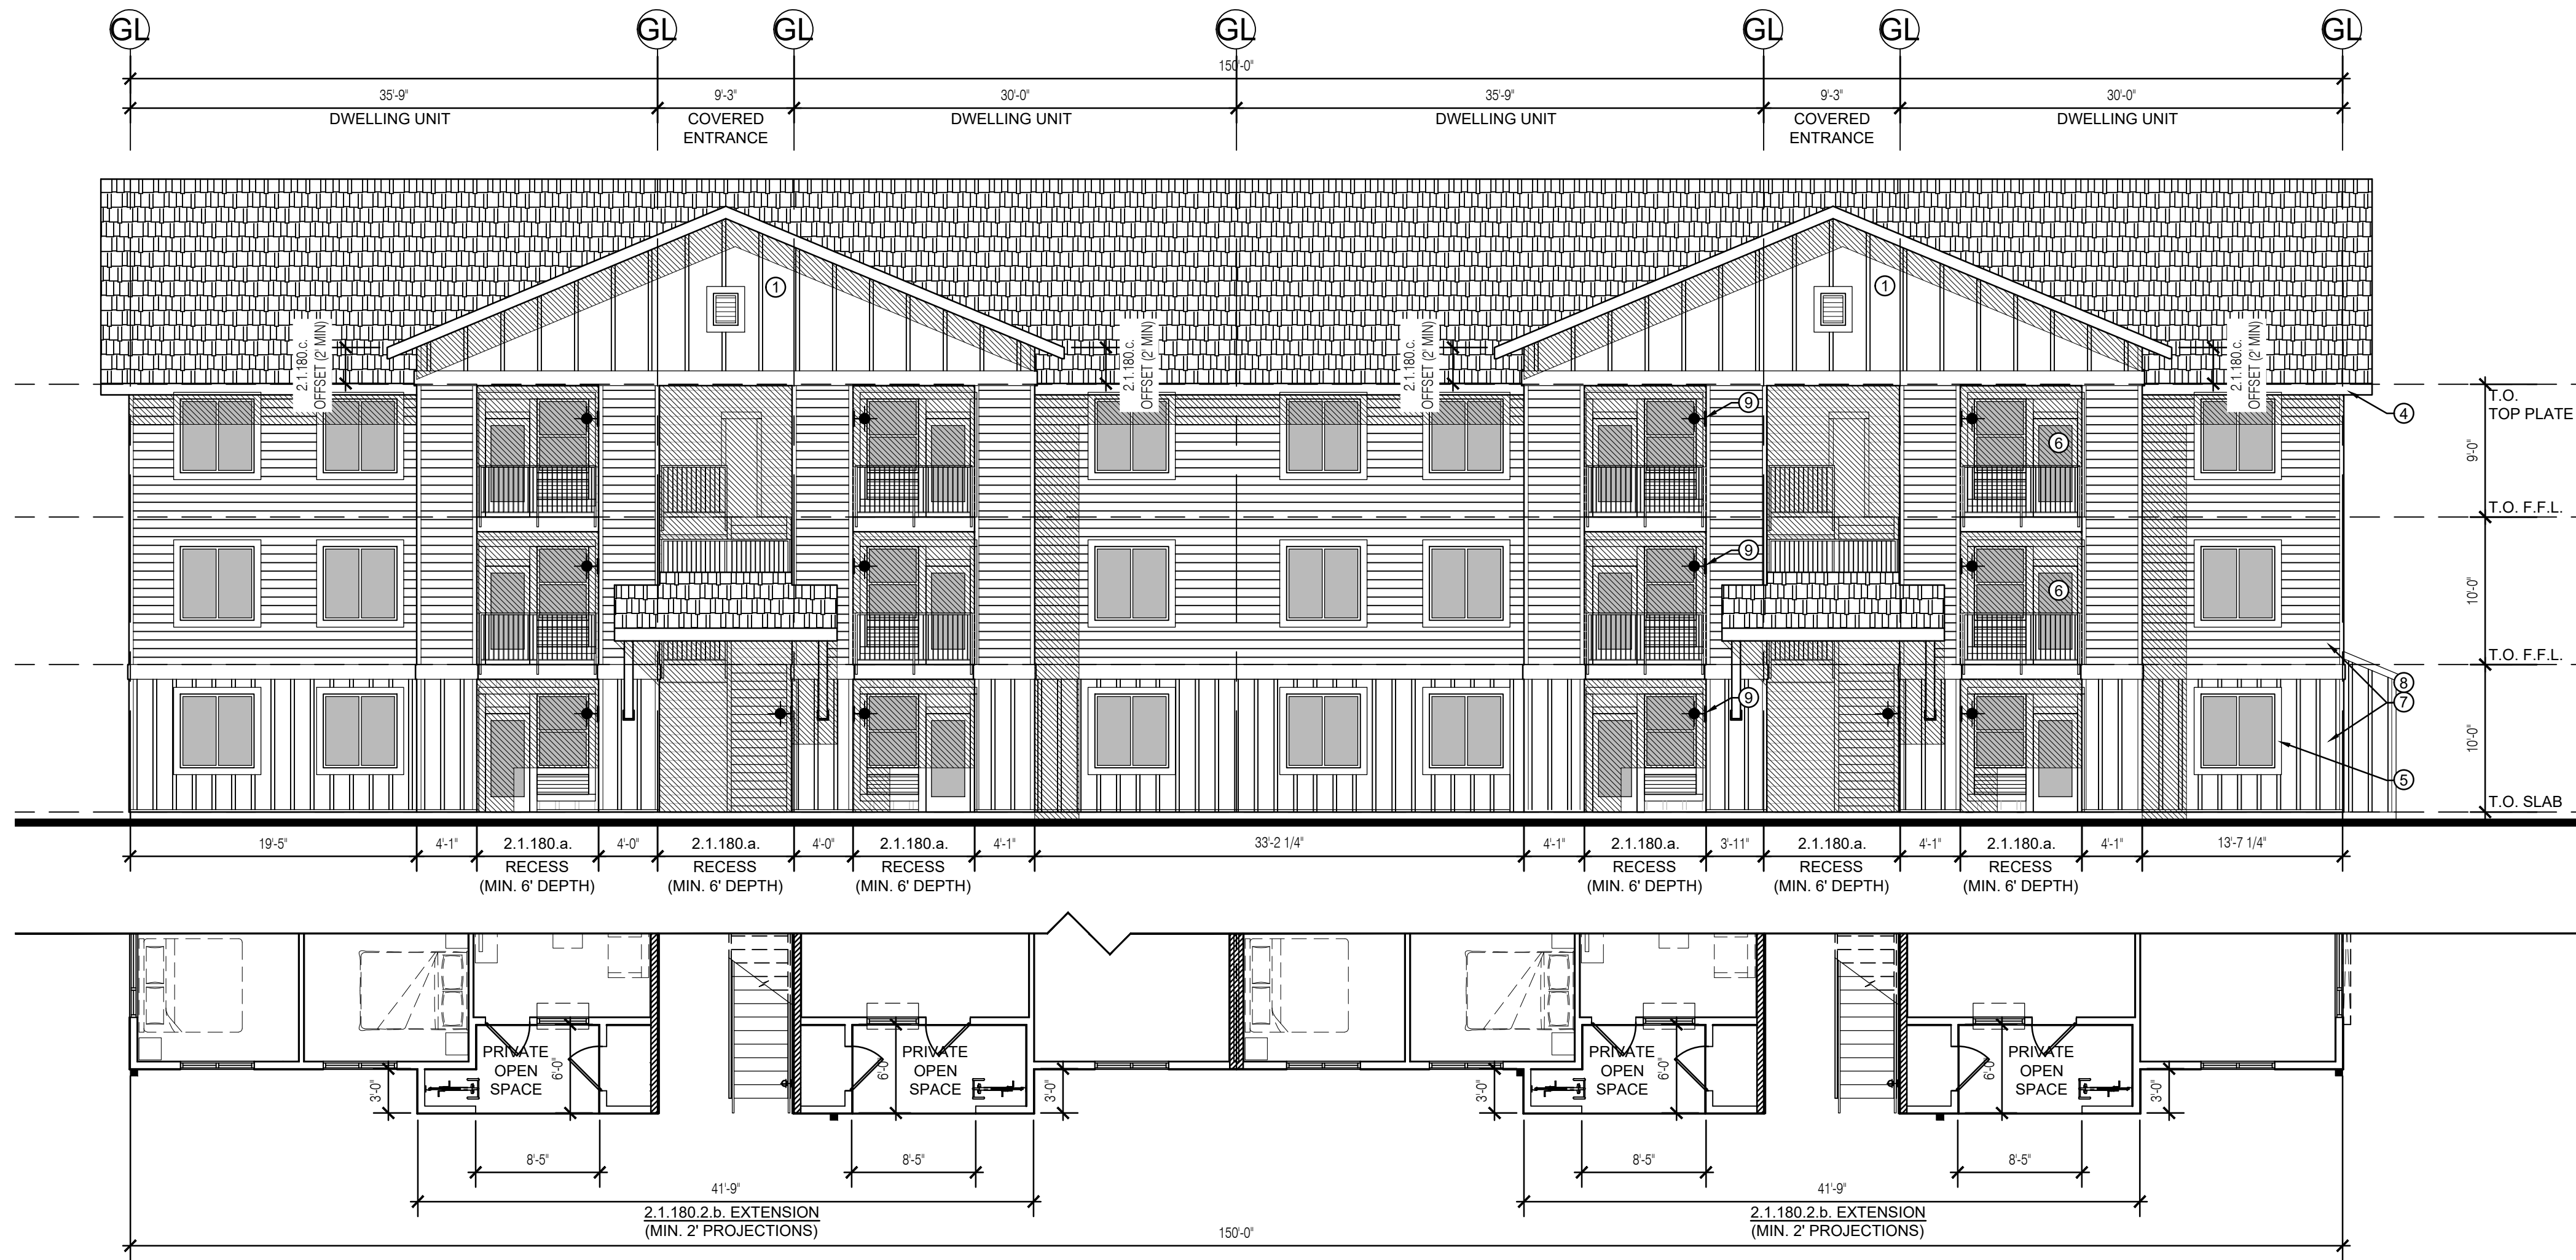 GL GL GL GL GL GL GL
150'-0"
35'-9" 9'-3" 30'-0" 35'-9" 9'-3" 30'-0"
DWELLING UNIT COVERED DWELLING UNIT DWELLING UNIT COVERED DWELLING UNIT
ENTRANCE ENTRANCE
1 1
2.1.180.c.
OFFSET (2' MIN)
2.1.180.c.
OFFSET (2' MIN)
2.1.180.c.
OFFSET (2' MIN)
2.1.180.c.
OFFSET (2' MIN)
T.O.
TOP PLATE
4
9
6
9'-0"
T.O. F.F.L.
9
6
10'-0"
T.O. F.F.L.
8
9
7
10'-0"
5
T.O. SLAB
19'-5" 4'-1" 2.1.180.a. 4'-0" 2.1.180.a. 4'-0" 2.1.180.a. 4'-1" 33'-2 1/4" 4'-1" 2.1.180.a. 3'-11" 2.1.180.a. 4'-1" 2.1.180.a. 4'-1" 13'-7 1/4"
RECESS RECESS RECESS RECESS RECESS RECESS
(MIN. 6' DEPTH) (MIN. 6' DEPTH) (MIN. 6' DEPTH) (MIN. 6' DEPTH) (MIN. 6' DEPTH) (MIN. 6' DEPTH)
PRIVATE PRIVATE PRIVATE PRIVATE
OPEN OPEN OPEN OPEN
SPACE SPACE SPACE SPACE
6'-0" 6'-0" 6'-0" 6'-0"
3'-0" 3'-0" 3'-0" 3'-0"
8'-5" 8'-5" 8'-5" 8'-5"
41'-9" 41'-9"
2.1.180.2.b. EXTENSION 2.1.180.2.b. EXTENSION
(MIN. 2' PROJECTIONS) (MIN. 2' PROJECTIONS)
150'-0"